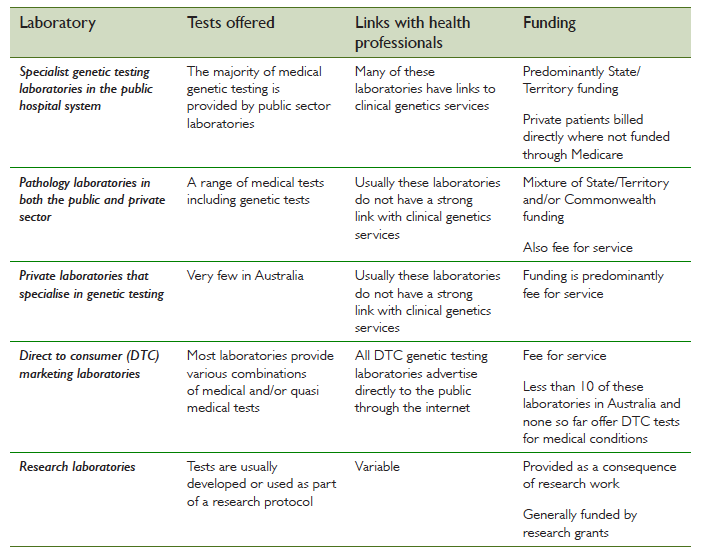 Laboratory
Tests offered
Links with health
professionals
Funding
Specialist genetic testing
laboratories in the public
hospital system
The majority of medical
genetic testing is
provided by public sector
laboratories
Many of these
laboratories have links to
clinical genetics services
Predominantly State/
Territory funding
Private patients billed
directly where not funded
through Medicare
Pathology laboratories in
both the public and private
sector
A range of medical tests
including genetic tests
Usually these laboratories
do not have a strong
link with clinical genetics
services
Mixture of State/Territory
and/or Commonwealth
funding
Also fee for service
Private laboratories that
specialise in genetic testing
Very few in Australia
Usually these laboratories
do not have a strong
link with clinical genetics
services
Funding is predominantly
fee for service
Direct to consumer (DTC)
marketing laboratories
Most laboratories provide
various combinations
of medical and/or quasi
medical tests
All DTC genetic testing
laboratories advertise
directly to the public
through the internet
Fee for service
Less than 10 of these
laboratories in Australia and
none so far offer DTC tests
for medical conditions
Research laboratories
Tests are usually
developed or used as part
of a research protocol
Variable
Provided as a consequence
of research work
Generally funded by
research grants